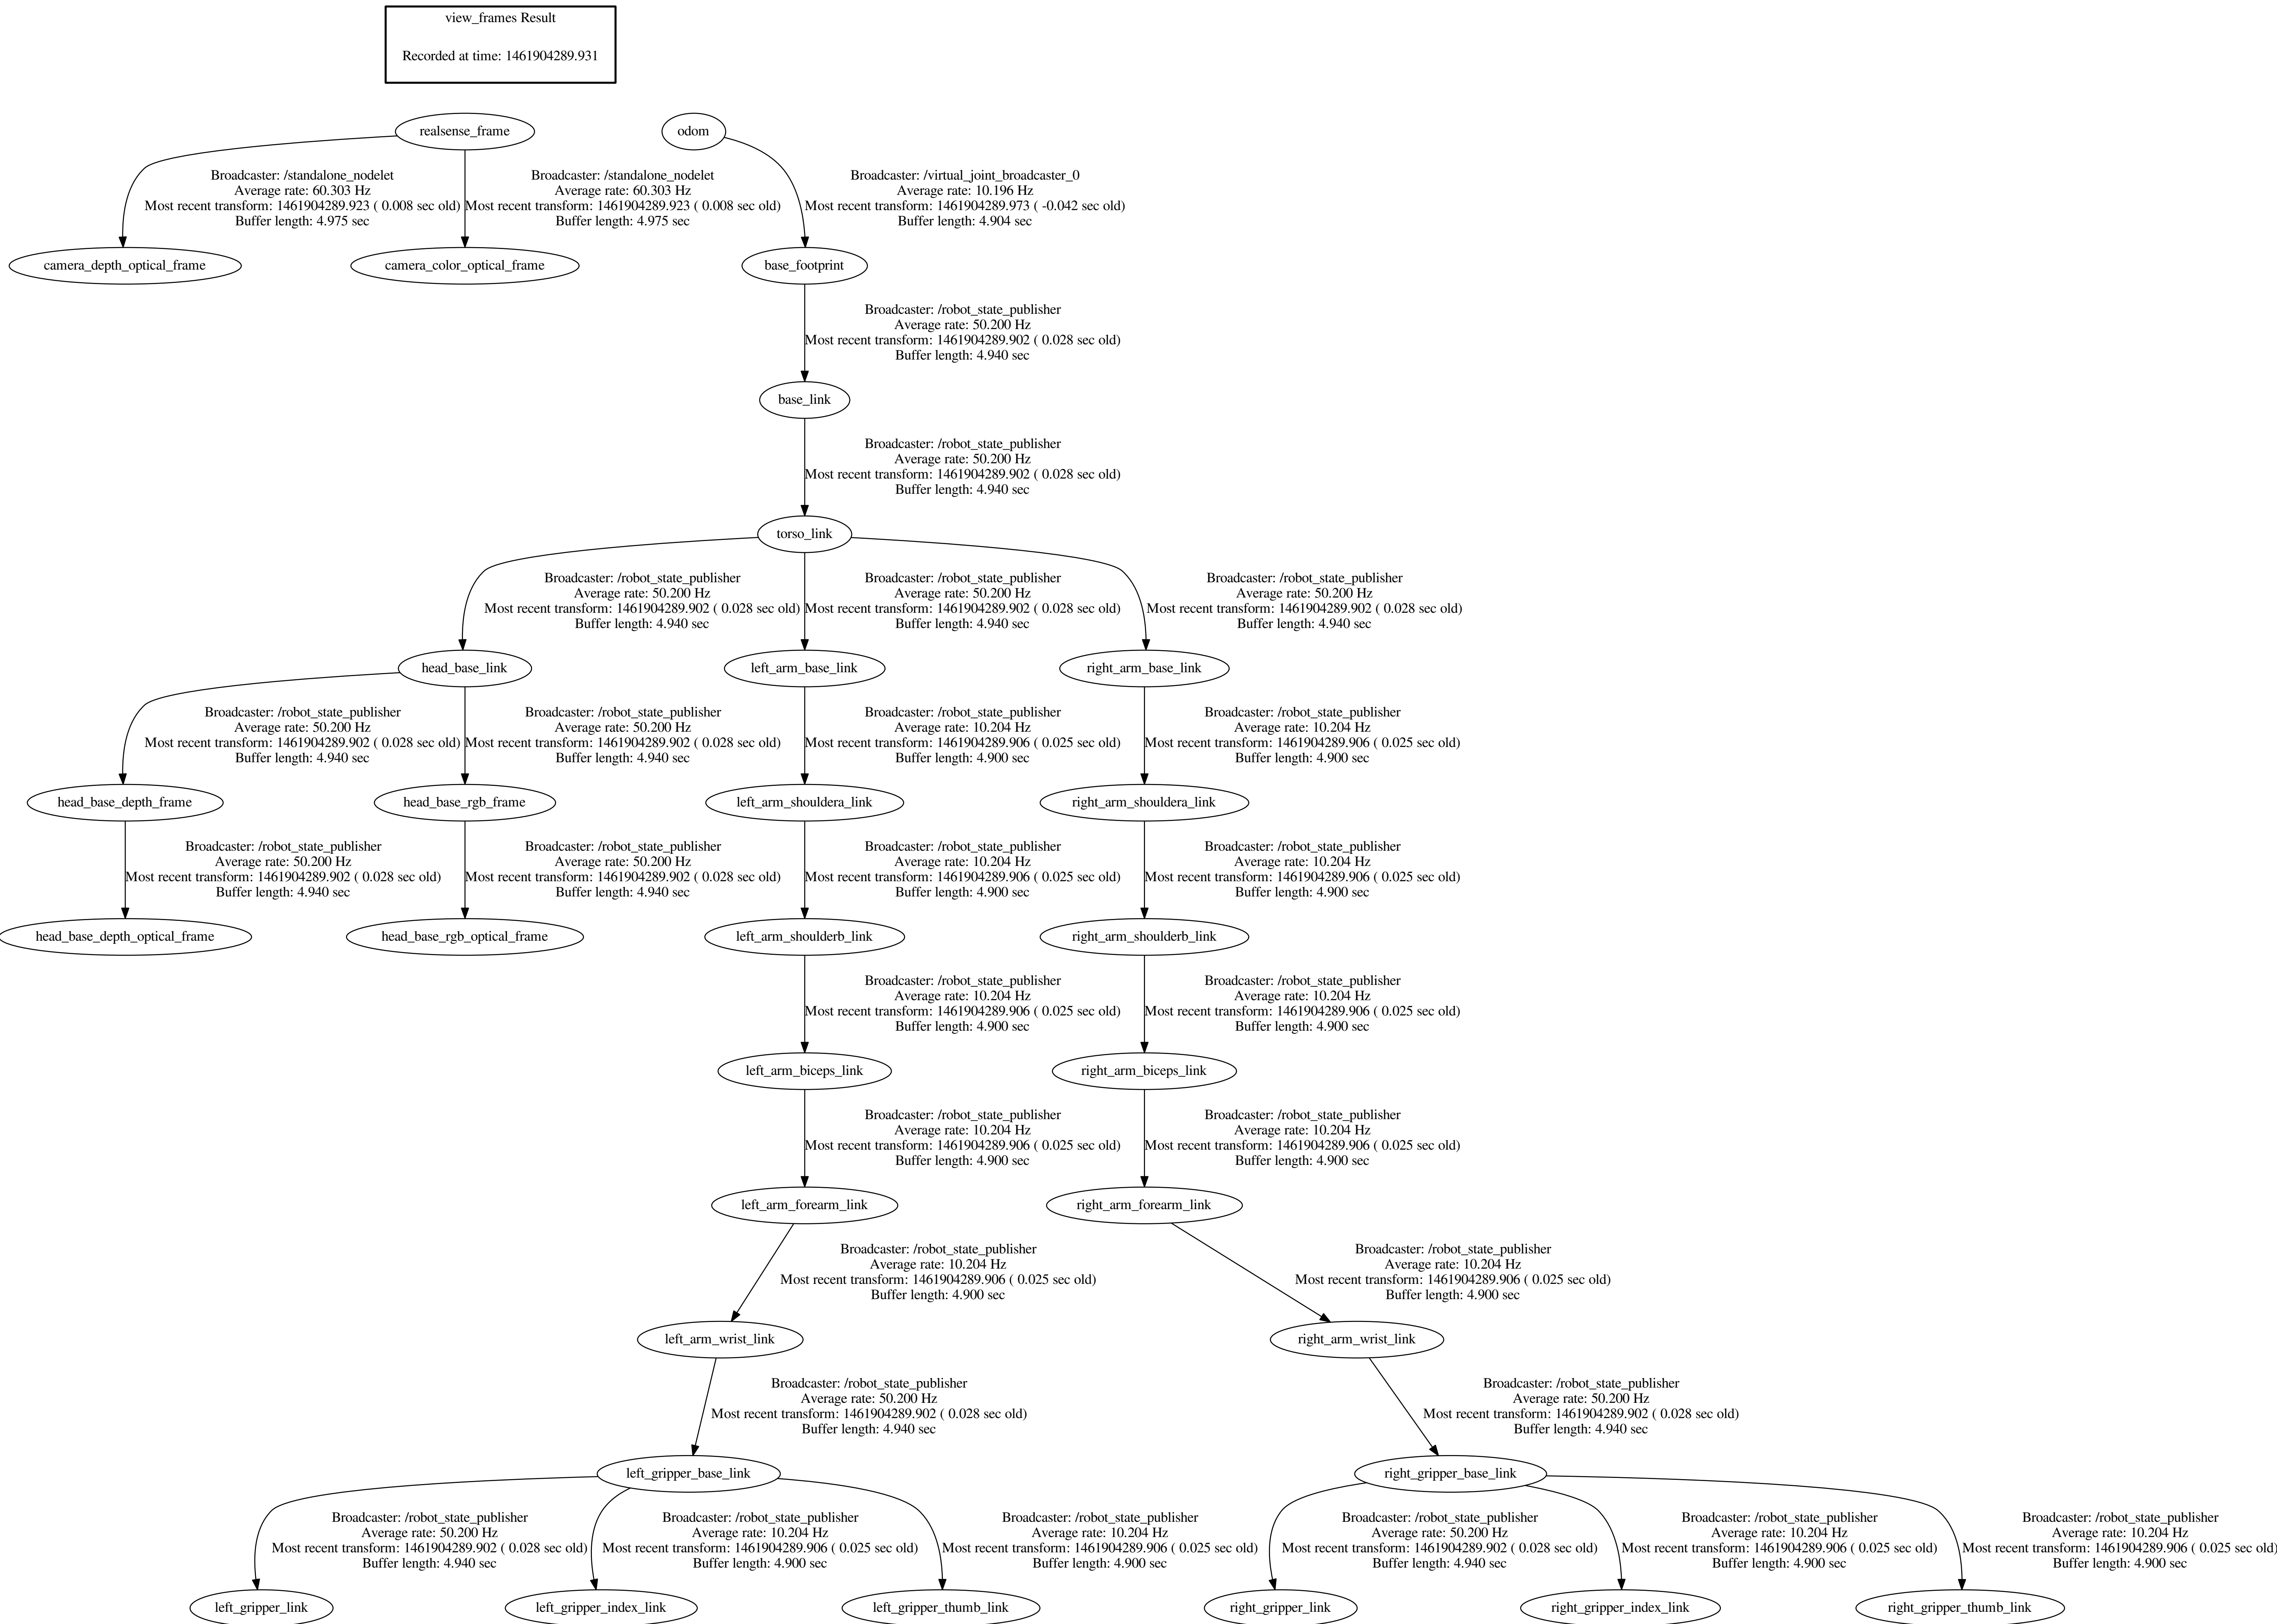 view_frames Result
Recorded at time: 1461904289.931
realsense_frame
odom
Broadcaster: /standalone_nodelet
Average rate: 60.303 Hz
Most recent transform: 1461904289.923 ( 0.008 sec old)
Buffer length: 4.975 sec
Broadcaster: /standalone_nodelet
Average rate: 60.303 Hz
Most recent transform: 1461904289.923 ( 0.008 sec old)
Buffer length: 4.975 sec
Broadcaster: /virtual_joint_broadcaster_0
Average rate: 10.196 Hz
Most recent transform: 1461904289.973 ( -0.042 sec old)
Buffer length: 4.904 sec
camera_depth_optical_frame
camera_color_optical_frame
base_footprint
Broadcaster: /robot_state_publisher
Average rate: 50.200 Hz
Most recent transform: 1461904289.902 ( 0.028 sec old)
Buffer length: 4.940 sec
base_link
Broadcaster: /robot_state_publisher
Average rate: 50.200 Hz
Most recent transform: 1461904289.902 ( 0.028 sec old)
Buffer length: 4.940 sec
torso_link
Broadcaster: /robot_state_publisher
Average rate: 50.200 Hz
Most recent transform: 1461904289.902 ( 0.028 sec old)
Buffer length: 4.940 sec
Broadcaster: /robot_state_publisher
Average rate: 50.200 Hz
Most recent transform: 1461904289.902 ( 0.028 sec old)
Buffer length: 4.940 sec
Broadcaster: /robot_state_publisher
Average rate: 50.200 Hz
Most recent transform: 1461904289.902 ( 0.028 sec old)
Buffer length: 4.940 sec
head_base_link
left_arm_base_link
right_arm_base_link
Broadcaster: /robot_state_publisher
Average rate: 50.200 Hz
Most recent transform: 1461904289.902 ( 0.028 sec old)
Buffer length: 4.940 sec
Broadcaster: /robot_state_publisher
Average rate: 50.200 Hz
Most recent transform: 1461904289.902 ( 0.028 sec old)
Buffer length: 4.940 sec
Broadcaster: /robot_state_publisher
Average rate: 10.204 Hz
Most recent transform: 1461904289.906 ( 0.025 sec old)
Buffer length: 4.900 sec
Broadcaster: /robot_state_publisher
Average rate: 10.204 Hz
Most recent transform: 1461904289.906 ( 0.025 sec old)
Buffer length: 4.900 sec
head_base_depth_frame
head_base_rgb_frame
left_arm_shouldera_link
right_arm_shouldera_link
Broadcaster: /robot_state_publisher
Average rate: 50.200 Hz
Most recent transform: 1461904289.902 ( 0.028 sec old)
Buffer length: 4.940 sec
Broadcaster: /robot_state_publisher
Average rate: 50.200 Hz
Most recent transform: 1461904289.902 ( 0.028 sec old)
Buffer length: 4.940 sec
Broadcaster: /robot_state_publisher
Average rate: 10.204 Hz
Most recent transform: 1461904289.906 ( 0.025 sec old)
Buffer length: 4.900 sec
Broadcaster: /robot_state_publisher
Average rate: 10.204 Hz
Most recent transform: 1461904289.906 ( 0.025 sec old)
Buffer length: 4.900 sec
head_base_depth_optical_frame
head_base_rgb_optical_frame
left_arm_shoulderb_link
right_arm_shoulderb_link
Broadcaster: /robot_state_publisher
Average rate: 10.204 Hz
Most recent transform: 1461904289.906 ( 0.025 sec old)
Buffer length: 4.900 sec
Broadcaster: /robot_state_publisher
Average rate: 10.204 Hz
Most recent transform: 1461904289.906 ( 0.025 sec old)
Buffer length: 4.900 sec
left_arm_biceps_link
right_arm_biceps_link
Broadcaster: /robot_state_publisher
Average rate: 10.204 Hz
Most recent transform: 1461904289.906 ( 0.025 sec old)
Buffer length: 4.900 sec
Broadcaster: /robot_state_publisher
Average rate: 10.204 Hz
Most recent transform: 1461904289.906 ( 0.025 sec old)
Buffer length: 4.900 sec
left_arm_forearm_link
right_arm_forearm_link
Broadcaster: /robot_state_publisher
Average rate: 10.204 Hz
Most recent transform: 1461904289.906 ( 0.025 sec old)
Buffer length: 4.900 sec
Broadcaster: /robot_state_publisher
Average rate: 10.204 Hz
Most recent transform: 1461904289.906 ( 0.025 sec old)
Buffer length: 4.900 sec
left_arm_wrist_link
right_arm_wrist_link
Broadcaster: /robot_state_publisher
Average rate: 50.200 Hz
Most recent transform: 1461904289.902 ( 0.028 sec old)
Buffer length: 4.940 sec
Broadcaster: /robot_state_publisher
Average rate: 50.200 Hz
Most recent transform: 1461904289.902 ( 0.028 sec old)
Buffer length: 4.940 sec
left_gripper_base_link
right_gripper_base_link
Broadcaster: /robot_state_publisher
Average rate: 50.200 Hz
Most recent transform: 1461904289.902 ( 0.028 sec old)
Buffer length: 4.940 sec
Broadcaster: /robot_state_publisher
Average rate: 10.204 Hz
Most recent transform: 1461904289.906 ( 0.025 sec old)
Buffer length: 4.900 sec
Broadcaster: /robot_state_publisher
Average rate: 10.204 Hz
Most recent transform: 1461904289.906 ( 0.025 sec old)
Buffer length: 4.900 sec
Broadcaster: /robot_state_publisher
Average rate: 50.200 Hz
Most recent transform: 1461904289.902 ( 0.028 sec old)
Buffer length: 4.940 sec
Broadcaster: /robot_state_publisher
Average rate: 10.204 Hz
Most recent transform: 1461904289.906 ( 0.025 sec old)
Buffer length: 4.900 sec
Broadcaster: /robot_state_publisher
Average rate: 10.204 Hz
Most recent transform: 1461904289.906 ( 0.025 sec old)
Buffer length: 4.900 sec
left_gripper_link
left_gripper_index_link
left_gripper_thumb_link
right_gripper_link
right_gripper_index_link
right_gripper_thumb_link